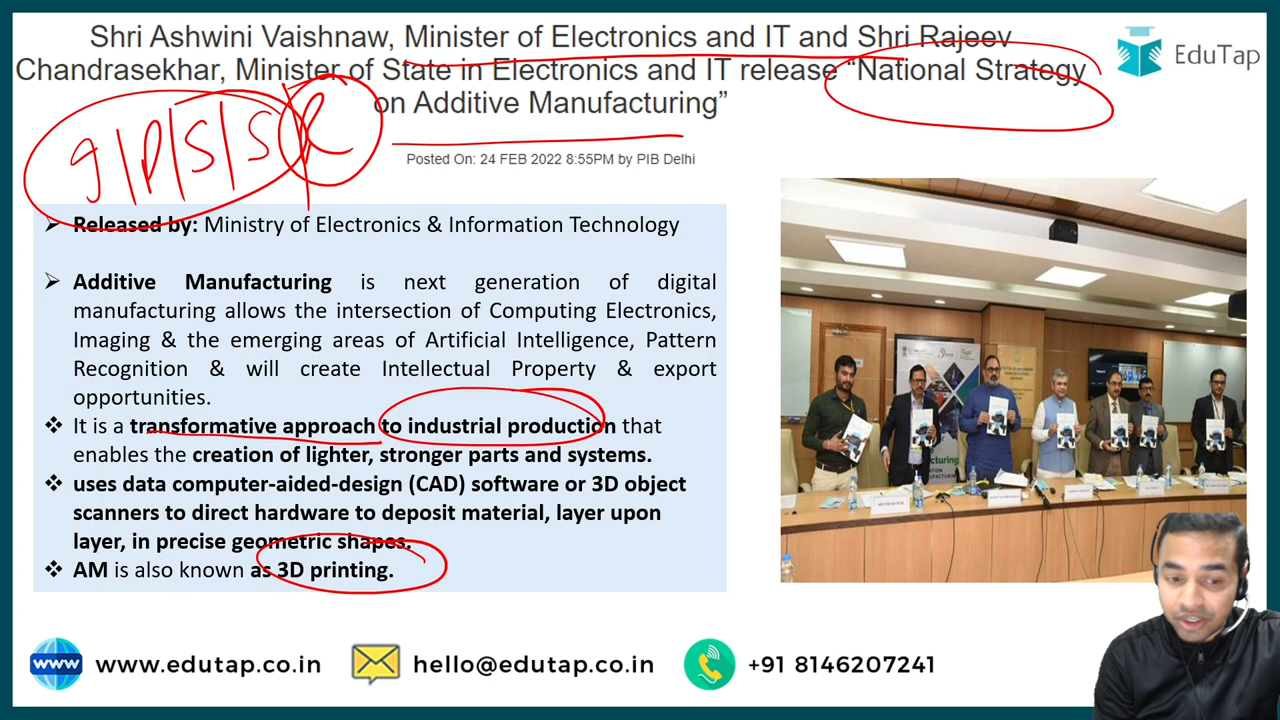 Shri Ashwini Vaishnaw, Minister of Electronics and IT and Shri Rajeev
Chandrasekhar, Minister of State in Electronics and IT release “National Strategy
on Additive Manufacturing”
EduTap
Posted On: 24 FEB 2022 8:55PM by PIB Delhi
g|P|S|S|R
➢ Released by: Ministry of Electronics & Information Technology
➢ Additive Manufacturing is next generation of digital
manufacturing allows the intersection of Computing Electronics,
Imaging & the emerging areas of Artificial Intelligence, Pattern
Recognition & will create Intellectual Property & export
opportunities.
❖ It is a transformative approach to industrial production that
enables the creation of lighter, stronger parts and systems.
❖ uses data computer-aided-design (CAD) software or 3D object
scanners to direct hardware to deposit material, layer upon
layer, in precise geometric shapes.
❖ AM is also known as 3D printing.
www
www.edutap.co.in
hello@edutap.co.in
+91 8146207241